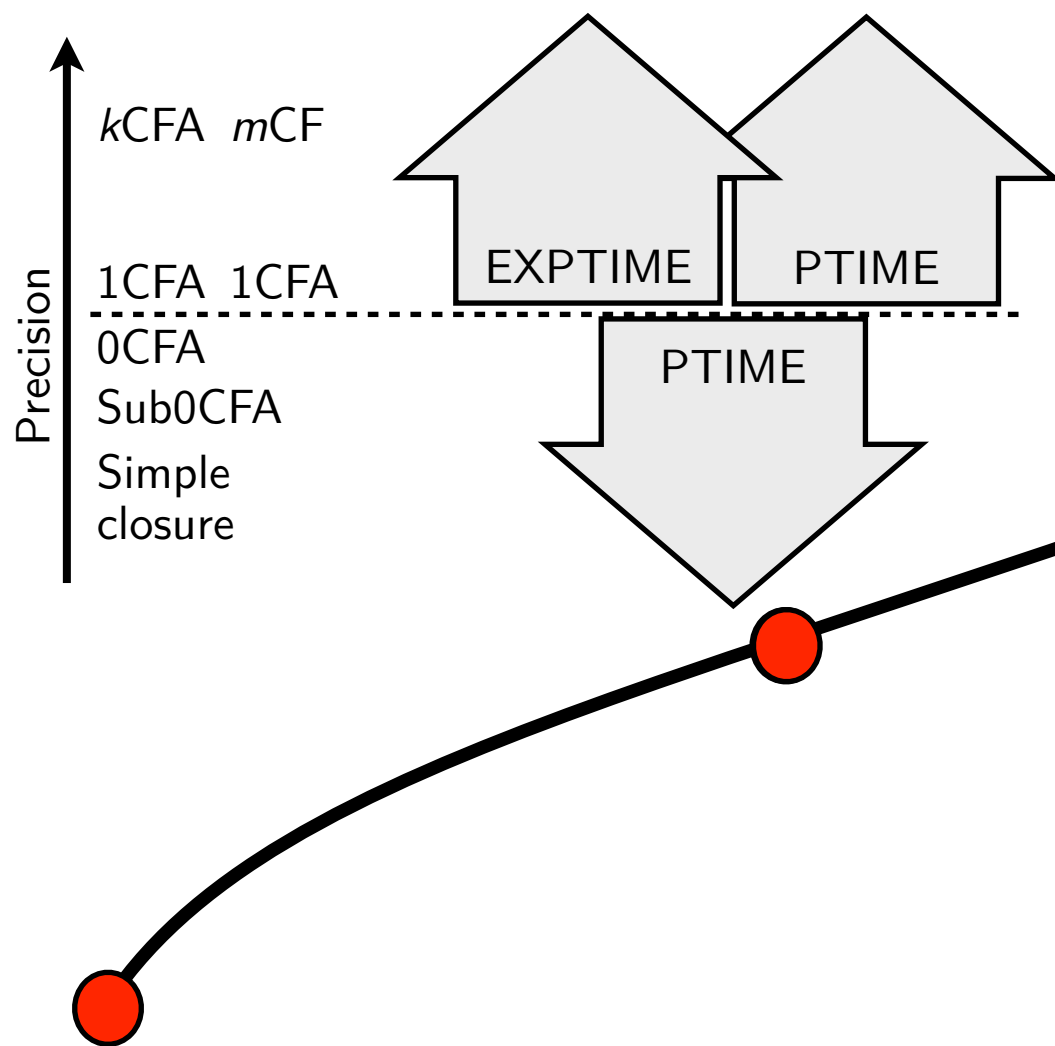 kCFA mCF
EXPTIME PTIME
1CFA 1CFA
Precision
0CFA
PTIME
Sub0CFA
Simple
closure